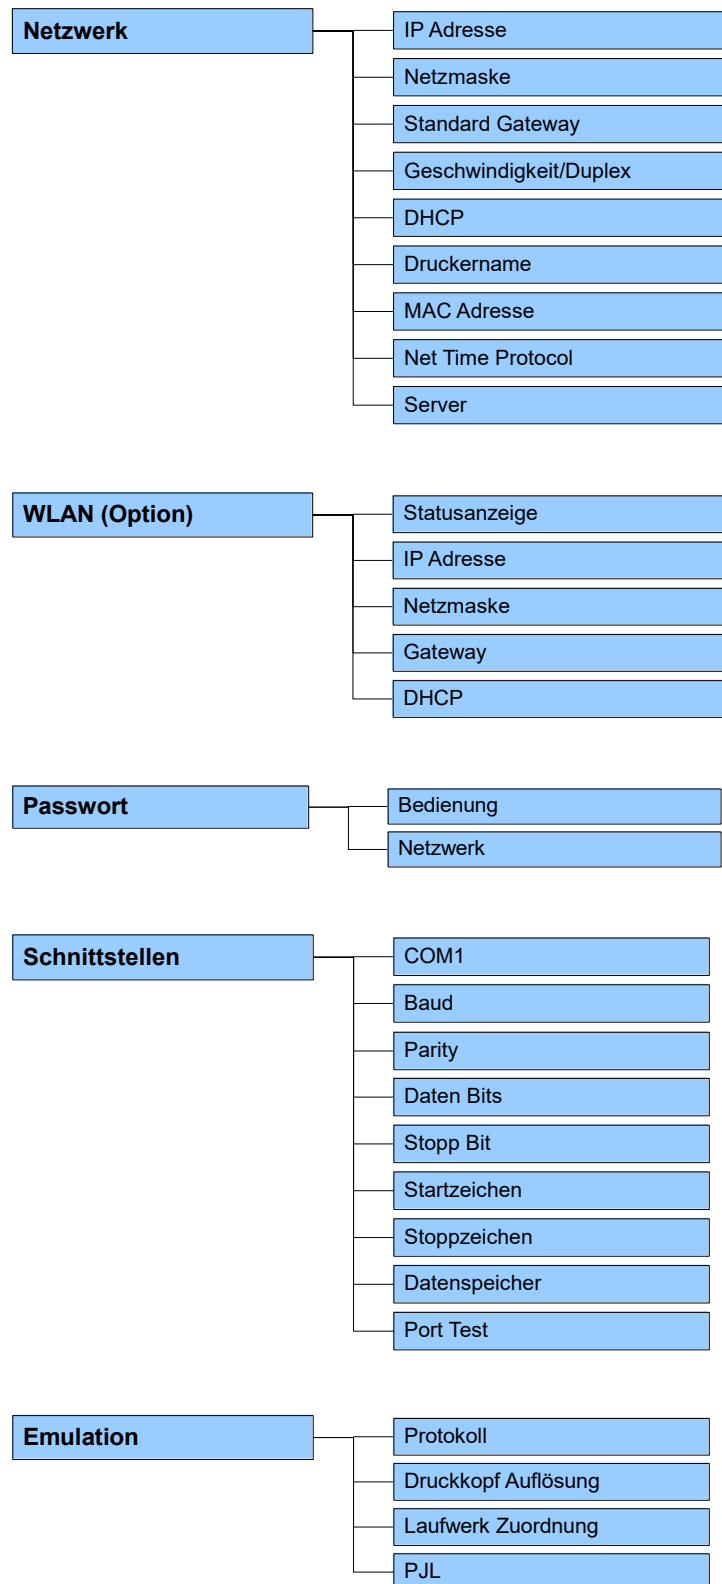 Netzwerk
IP Adresse
Netzmaske
Standard Gateway
Geschwindigkeit/Duplex
DHCP
Druckername
MAC Adresse
Net Time Protocol
Server
WLAN (Option)
Statusanzeige
IP Adresse
Netzmaske
Gateway
DHCP
Passwort
Bedienung
Netzwerk
Schnittstellen
COM1
Baud
Parity
Daten Bits
Stopp Bit
Startzeichen
Stoppzeichen
Datenspeicher
Port Test
Emulation
Protokoll
Druckkopf Auflösung
Laufwerk Zuordnung
PJL